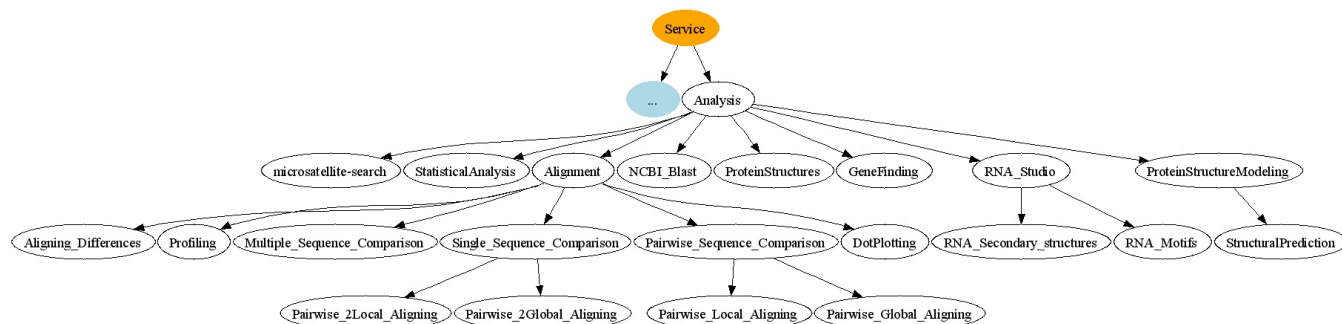 Service
...
Analysis
microsatellite-search
StatisticalAnalysis
Alignment
NCBI_Blast
ProteinStructures
GeneFinding
RNA_Studio
ProteinStructureModeling
Aligning_Differences
Profiling
Multiple_Sequence_Comparison
Single_Sequence_Comparison
Pairwise_Sequence_Comparison
DotPlotting
RNA_Secondary_structures
RNA_Motifs
StructuralPrediction
Pairwise_2Local_Aligning
Pairwise_2Global_Aligning
Pairwise_Local_Aligning
Pairwise_Global_Aligning